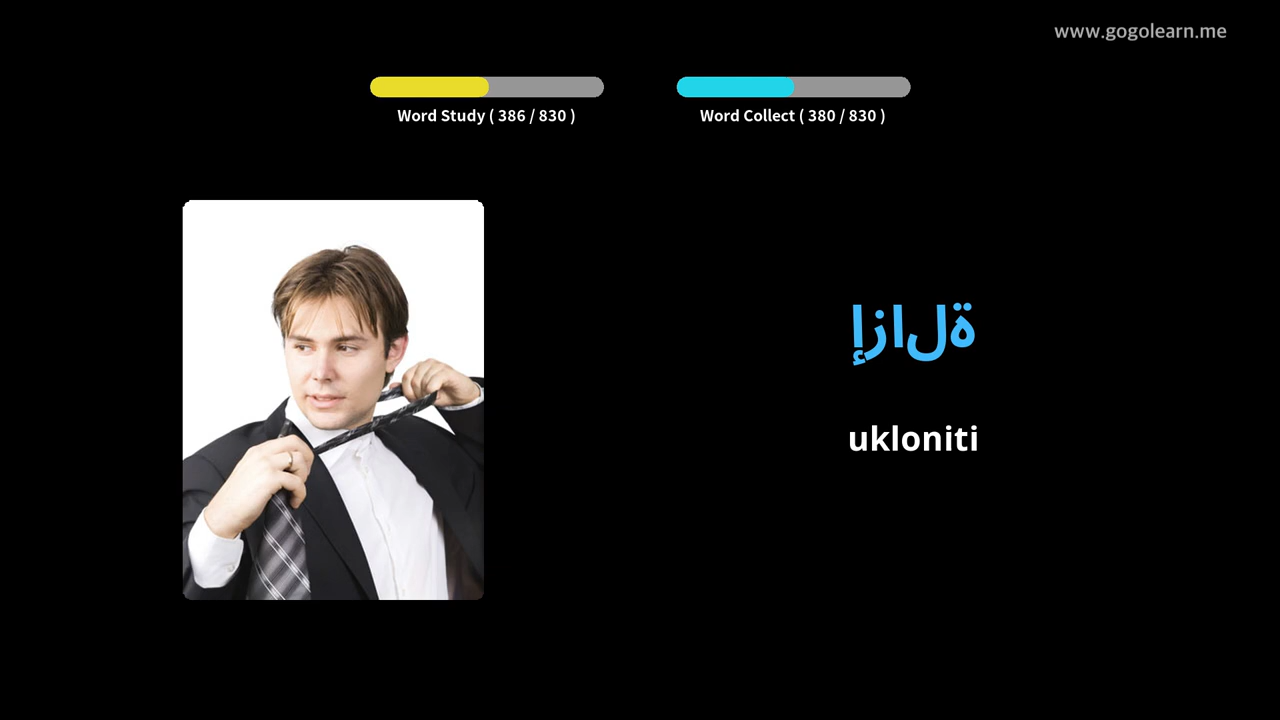 www.gogolearn.me
Word Study ( 386 / 830 )
Word Collect ( 380 / 830 )
إزالة
ukloniti